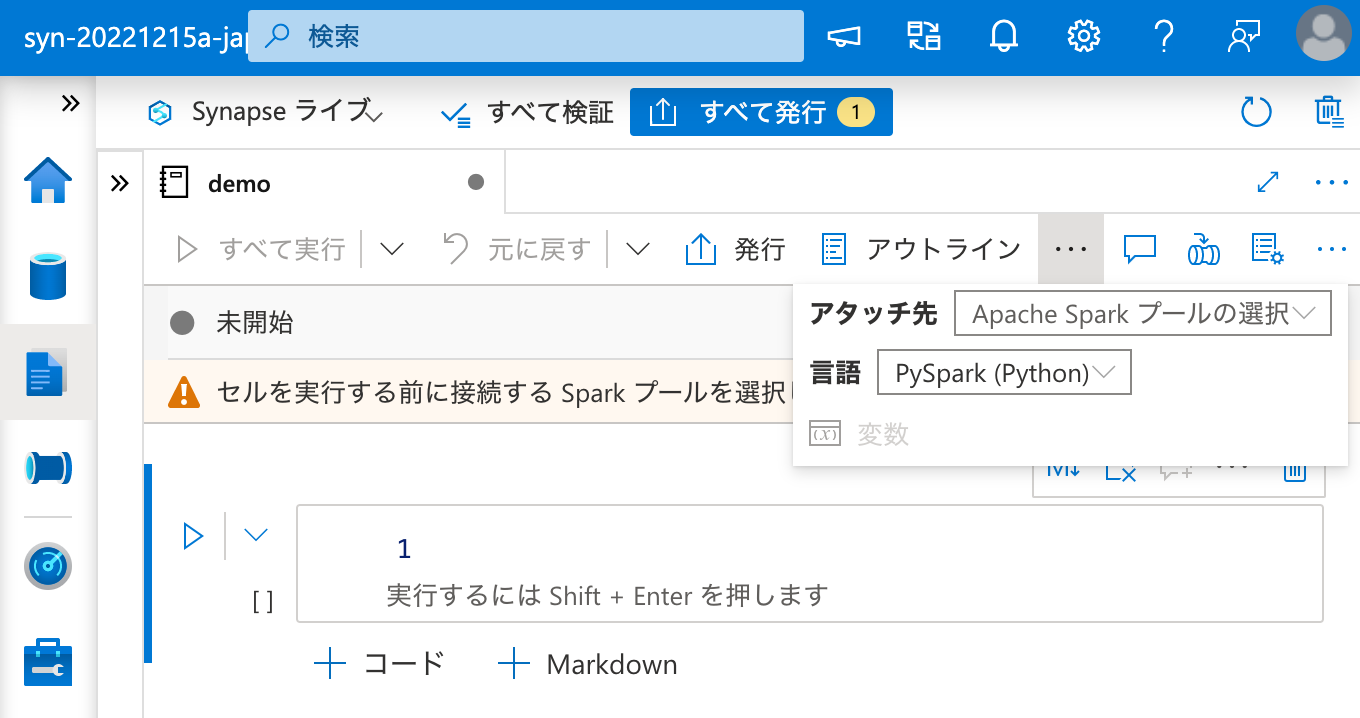 syn-20221215a-jap
検索
Synapse ライブ
すべて検証
すべて発行 1
demo
すべて実行
元に戻す
発行
アウトライン
未開始
アタッチ先 Apache Spark プールの選択
言語 PySpark (Python)
変数
セルを実行する前に接続する Spark プールを選択し
M↓
1
実行するには Shift + Enter を押します
[ ]
コード
Markdown